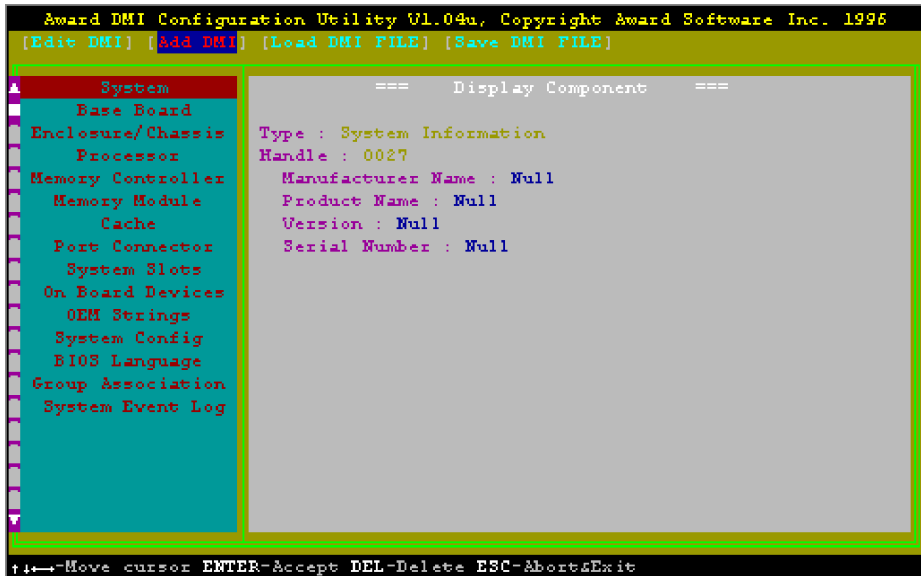 Award DMI Configuration Utility V1.04u, Copyright Award Software Inc. 1996
[Edit DMI] [Add DMI] [Load DMI FILE] [Save DMI FILE]
System
Base Board
Enclosure/Chassis
Processor
Memory Controller
Memory Module
Cache
Port Connector
System Slots
On Board Devices
OEM Strings
System Config
BIOS Language
Group Association
System Event Log
=== Display Component ===
Type : System Information
Handle : 0027
Manufacturer Name : Null
Product Name : Null
Version : Null
Serial Number : Null
↑↓←→-Move cursor ENTER-Accept DEL-Delete ESC-Abort&Exit